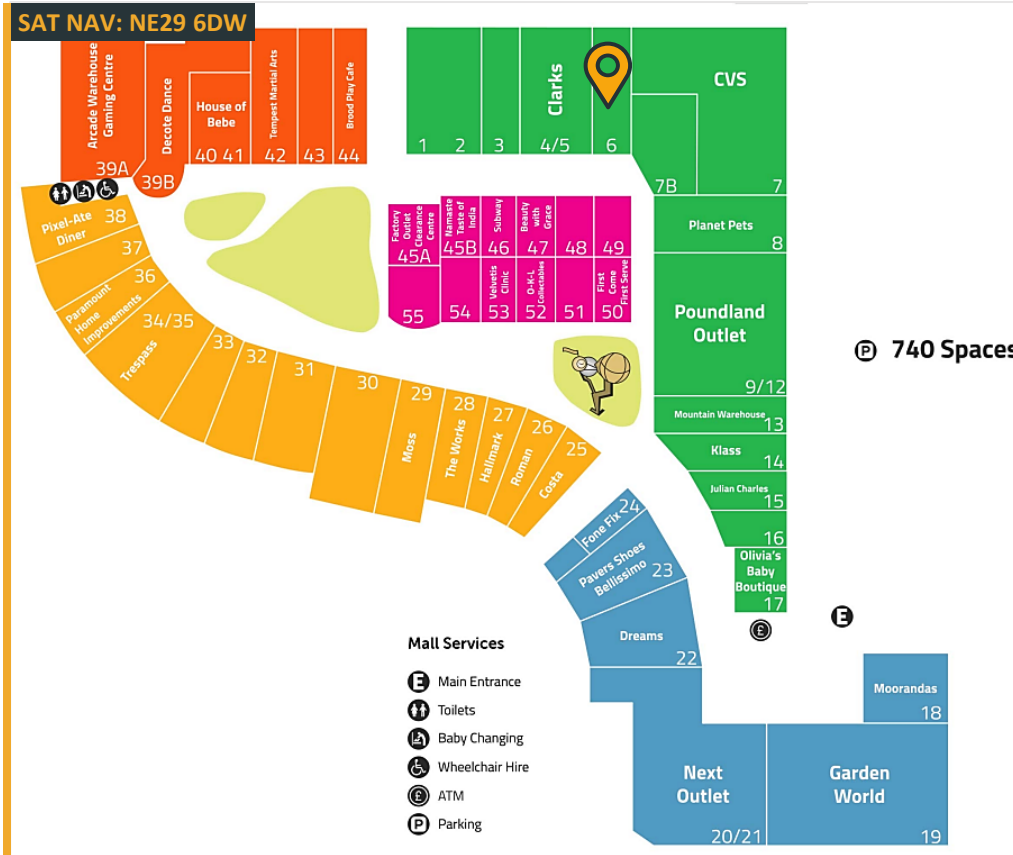 SAT NAV: NE29 6DW
Arcade Warehouse
Gaming Centre
39A
Decote Dance
39B
House of
Bebe
40 41
Tempest Martial Arts
42
43
Brood Play Cafe
44
1
2
3
Clarks
4/5
6
CVS
7B
7
Planet Pets
8
Poundland
Outlet
9/12
Mountain Warehouse
13
Klass
14
Julian Charles
15
16
Olivia's
Baby
Boutique
17
£
E
P 740 Spaces
Factory
Outlet
Clearance
Centre
45A
Namaste
Taste of
India
45B
Subway
46
Beauty
with
Grace
47
48
49
55
54
Velvetis
Clinic
53
O-K-L
Collectables
52
51
First
Come
First Serve
50
Pixel-Ate
Diner
38
37
Paramount
Home
Improvements
36
Trespass
34/35
33
32
31
30
Moss
29
The Works
28
Hallmark
27
Roman
26
Costa
25
Fone Fix
24
Pavers Shoes
Bellissimo
23
Dreams
22
Next
Outlet
20/21
Garden
World
19
Moorandas
18
Mall Services
E Main Entrance
Toilets
Baby Changing
Wheelchair Hire
£ ATM
P Parking